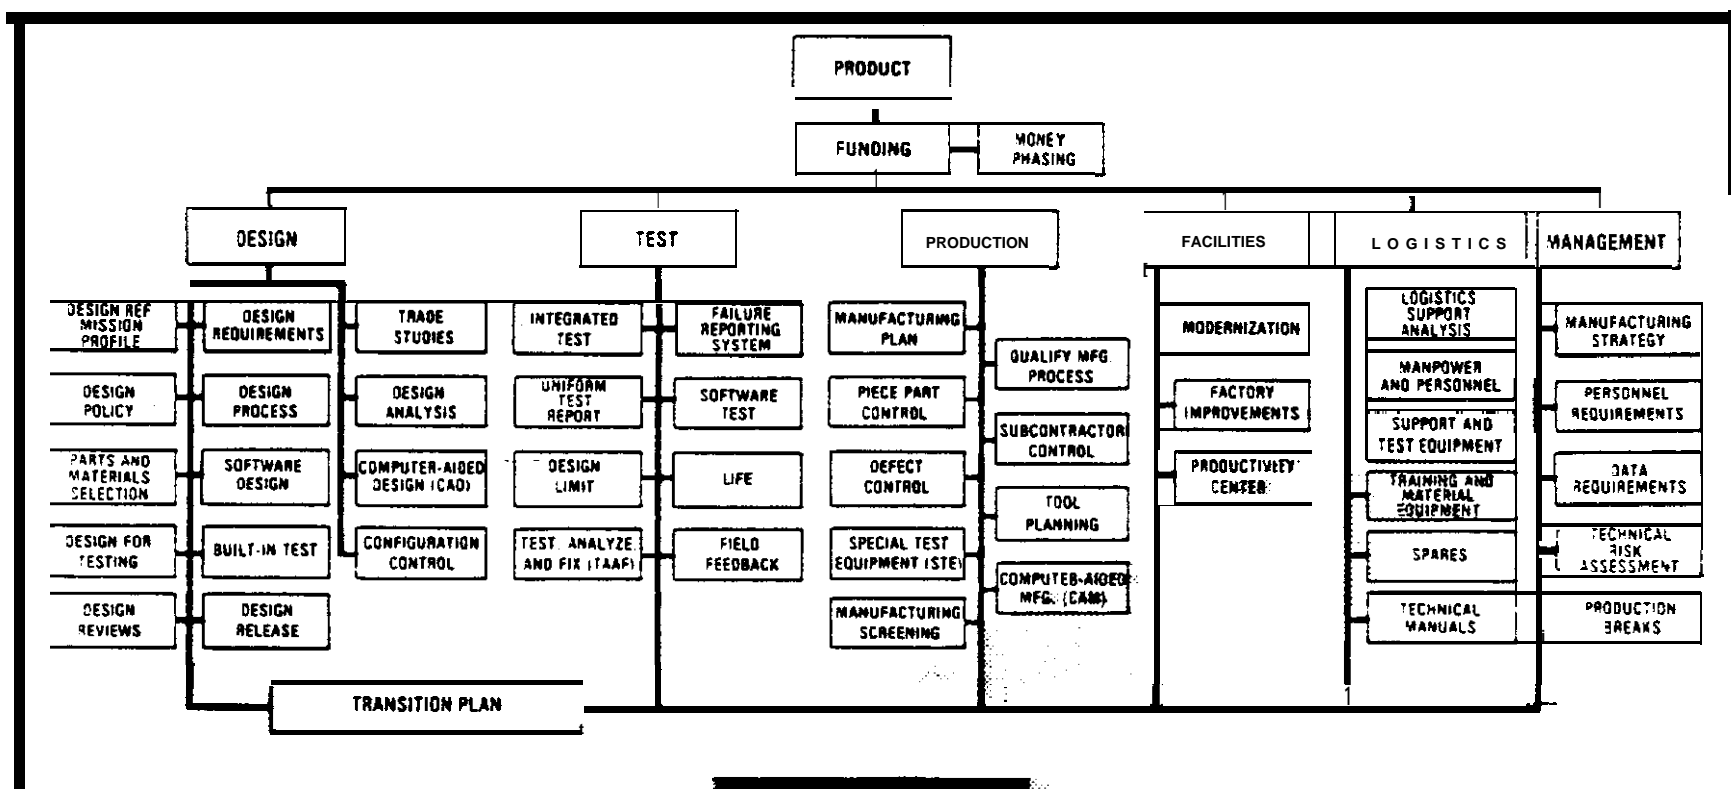 PRODUCT
FUNDING
MONEY
PHASING
DESIGN
TEST
PRODUCTION
FACILITIES
LOGISTICS
MANAGEMENT
DESIGN REF
MISSION
PROFILE
DESIGN
REQUIREMENTS
TRADE
STUDIES
DESIGN
POLICY
DESIGN
PROCESS
DESIGN
ANALYSIS
PARTS AND
MATERIALS
SELECTION
SOFTWARE
DESIGN
COMPUTER-AIDED
DESIGN (CAD)
DESIGN FOR
TESTING
BUILT-IN TEST
CONFIGURATION
CONTROL
DESIGN
REVIEWS
DESIGN
RELEASE
INTEGRATED
TEST
FAILURE
REPORTING
SYSTEM
UNIFORM
TEST
REPORT
SOFTWARE
TEST
DESIGN
LIMIT
LIFE
TEST, ANALYZE
AND FIX (TAAF)
FIELD
FEEDBACK
MANUFACTURING
PLAN
QUALIFY MFG.
PROCESS
PIECE PART
CONTROL
SUBCONTRACTOR
CONTROL
DEFECT
CONTROL
TOOL
PLANNING
SPECIAL TEST
EQUIPMENT (STE)
COMPUTER-AIDED
MFG. (CAM)
MANUFACTURING
SCREENING
MODERNIZATION
FACTORY
IMPROVEMENTS
PRODUCTIVITY
CENTER
LOGISTICS
SUPPORT
ANALYSIS
MANPOWER
AND PERSONNEL
SUPPORT AND
TEST EQUIPMENT
TRAINING AND
MATERIAL
EQUIPMENT
SPARES
TECHNICAL
MANUALS
MANUFACTURING
STRATEGY
PERSONNEL
REQUIREMENTS
DATA
REQUIREMENTS
TECHNICAL
RISK
ASSESSMENT
PRODUCTION
BREAKS
TRANSITION PLAN